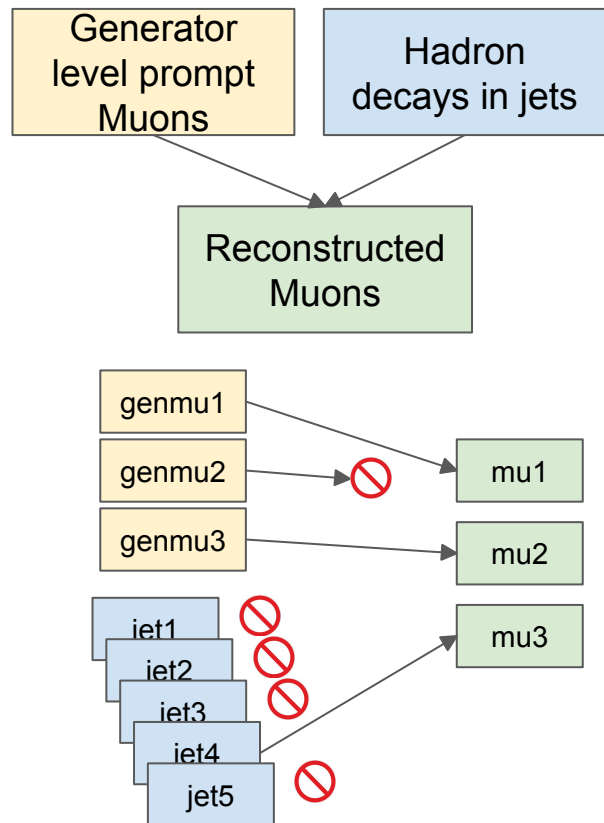 Generator
level prompt
Muons
Hadron
decays in jets
Reconstructed
Muons
genmu1
genmu2
genmu3
mu1
mu2
mu3
jet1
jet2
jet3
jet4
jet5